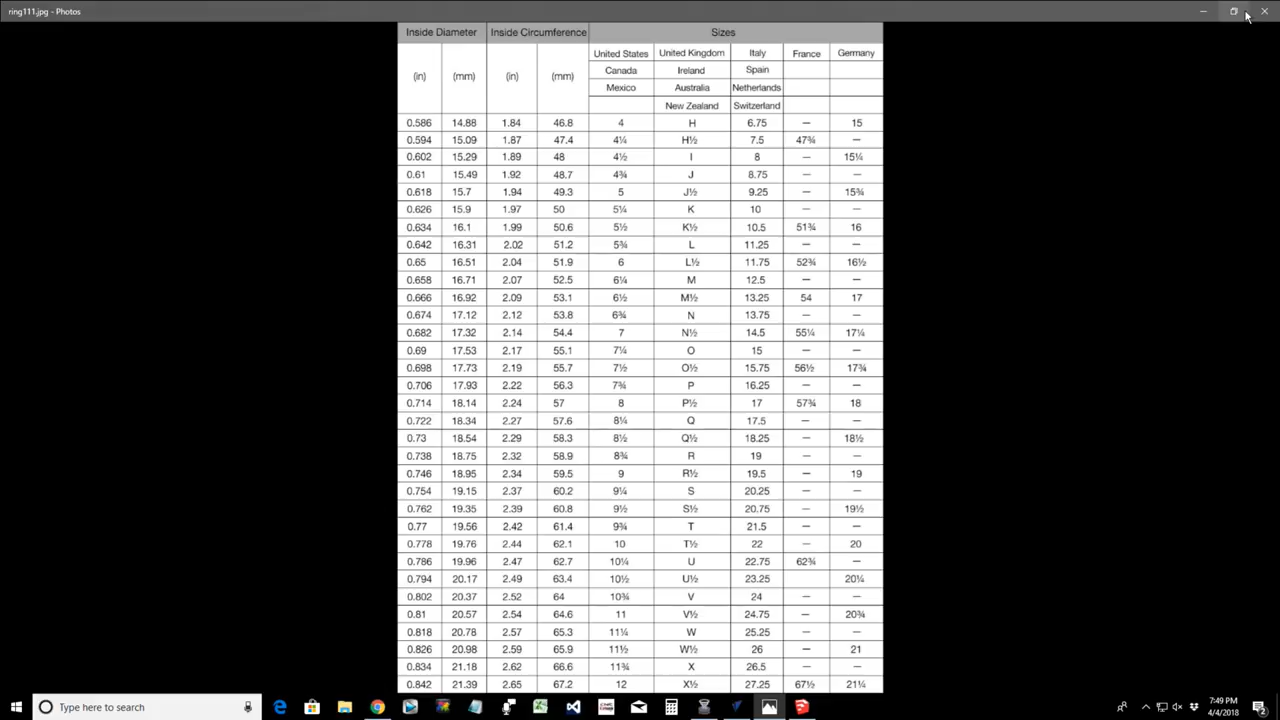 ring111.jpg - Photos
Inside Diameter Inside Circumference Sizes
United States United Kingdom Italy France Germany
(in) (mm) (in) (mm) Canada Ireland Spain
Mexico Australia Netherlands
New Zealand Switzerland
0.586 14.88 1.84 46.8 4 H 6.75 — 15
0.594 15.09 1.87 47.4 4¼ H½ 7.5 47¾ —
0.602 15.29 1.89 48 4½ I 8 — 15¼
0.61 15.49 1.92 48.7 4¾ J 8.75 — —
0.618 15.7 1.94 49.3 5 J½ 9.25 — 15¾
0.626 15.9 1.97 50 5¼ K 10 — —
0.634 16.1 1.99 50.6 5½ K½ 10.5 51¾ 16
0.642 16.31 2.02 51.2 5¾ L 11.25 — —
0.65 16.51 2.04 51.9 6 L½ 11.75 52¾ 16½
0.658 16.71 2.07 52.5 6¼ M 12.5 — —
0.666 16.92 2.09 53.1 6½ M½ 13.25 54 17
0.674 17.12 2.12 53.8 6¾ N 13.75 — —
0.682 17.32 2.14 54.4 7 N½ 14.5 55¼ 17¼
0.69 17.53 2.17 55.1 7¼ O 15 — —
0.698 17.73 2.19 55.7 7½ O½ 15.75 56½ 17¾
0.706 17.93 2.22 56.3 7¾ P 16.25 — —
0.714 18.14 2.24 57 8 P½ 17 57¾ 18
0.722 18.34 2.27 57.6 8¼ Q 17.5 — —
0.73 18.54 2.29 58.3 8½ Q½ 18.25 — 18½
0.738 18.75 2.32 58.9 8¾ R 19 — —
0.746 18.95 2.34 59.5 9 R½ 19.5 — 19
0.754 19.15 2.37 60.2 9¼ S 20.25 — —
0.762 19.35 2.39 60.8 9½ S½ 20.75 — 19½
0.77 19.56 2.42 61.4 9¾ T 21.5 — —
0.778 19.76 2.44 62.1 10 T½ 22 — 20
0.786 19.96 2.47 62.7 10¼ U 22.75 62¾ —
0.794 20.17 2.49 63.4 10½ U½ 23.25 20¼
0.802 20.37 2.52 64 10¾ V 24 — —
0.81 20.57 2.54 64.6 11 V½ 24.75 — 20¾
0.818 20.78 2.57 65.3 11¼ W 25.25 — —
0.826 20.98 2.59 65.9 11½ W½ 26 — 21
0.834 21.18 2.62 66.6 11¾ X 26.5 — —
0.842 21.39 2.65 67.2 12 X½ 27.25 67½ 21¼
Type here to search
7:49 PM
4/4/2018